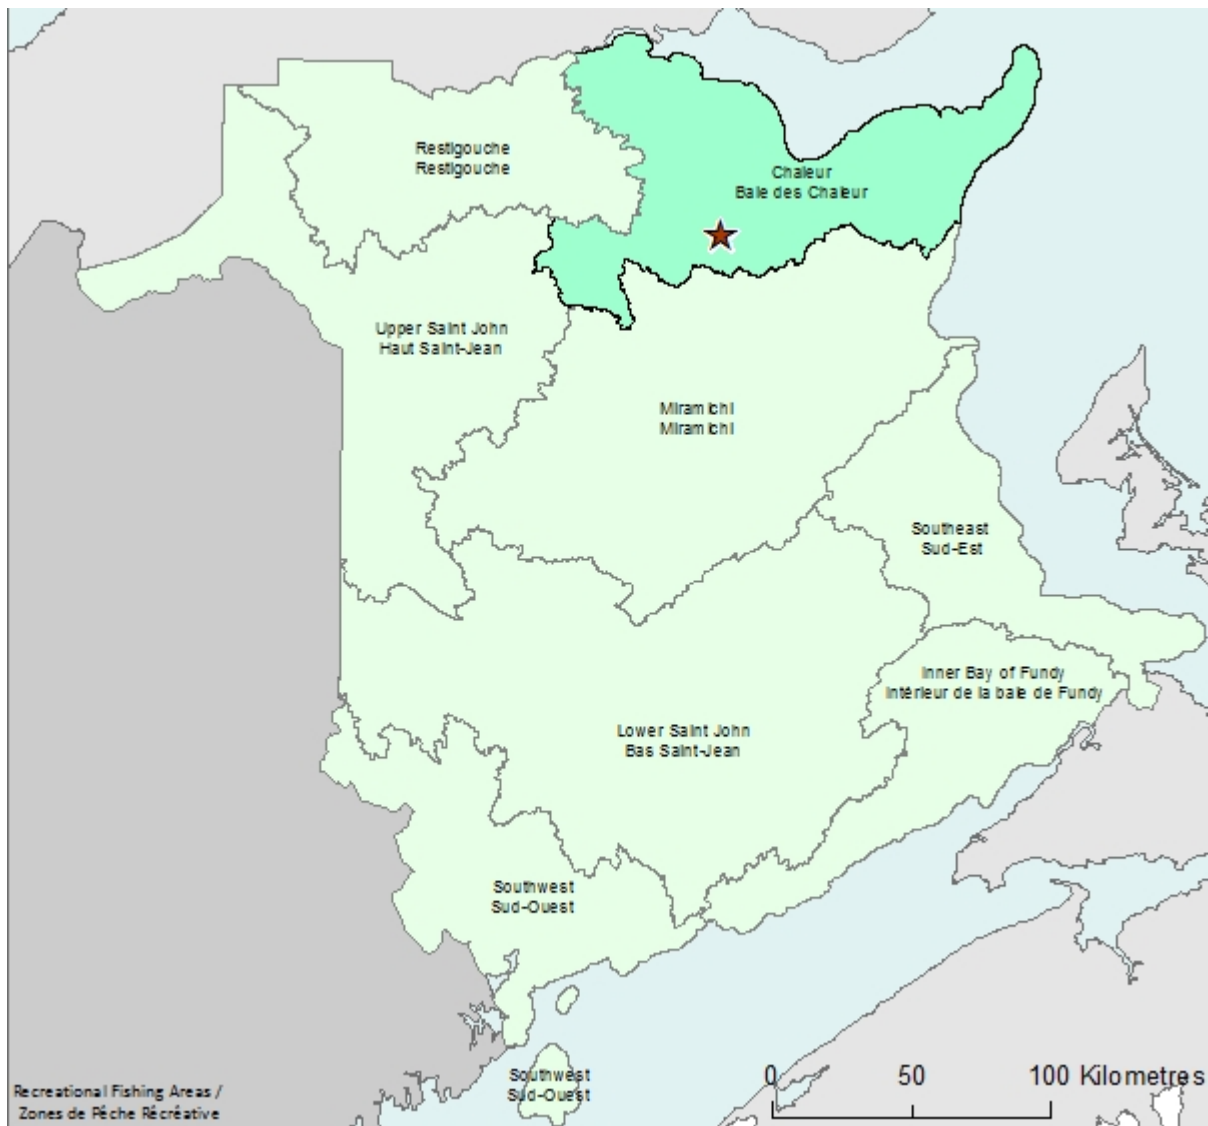 Restigouche
Restigouche
Chaleur
Baie des Chaleur
Upper Saint John
Haut Saint-Jean
Miramichi
Miramichi
Southeast
Sud-Est
Inner Bay of Fundy
Intérieur de la baie de Fundy
Lower Saint John
Bas Saint-Jean
Southwest
Sud-Ouest
Southwest
Sud-Ouest
0 50 100 Kilometres
Recreational Fishing Areas /
Zones de Pêche Récréative